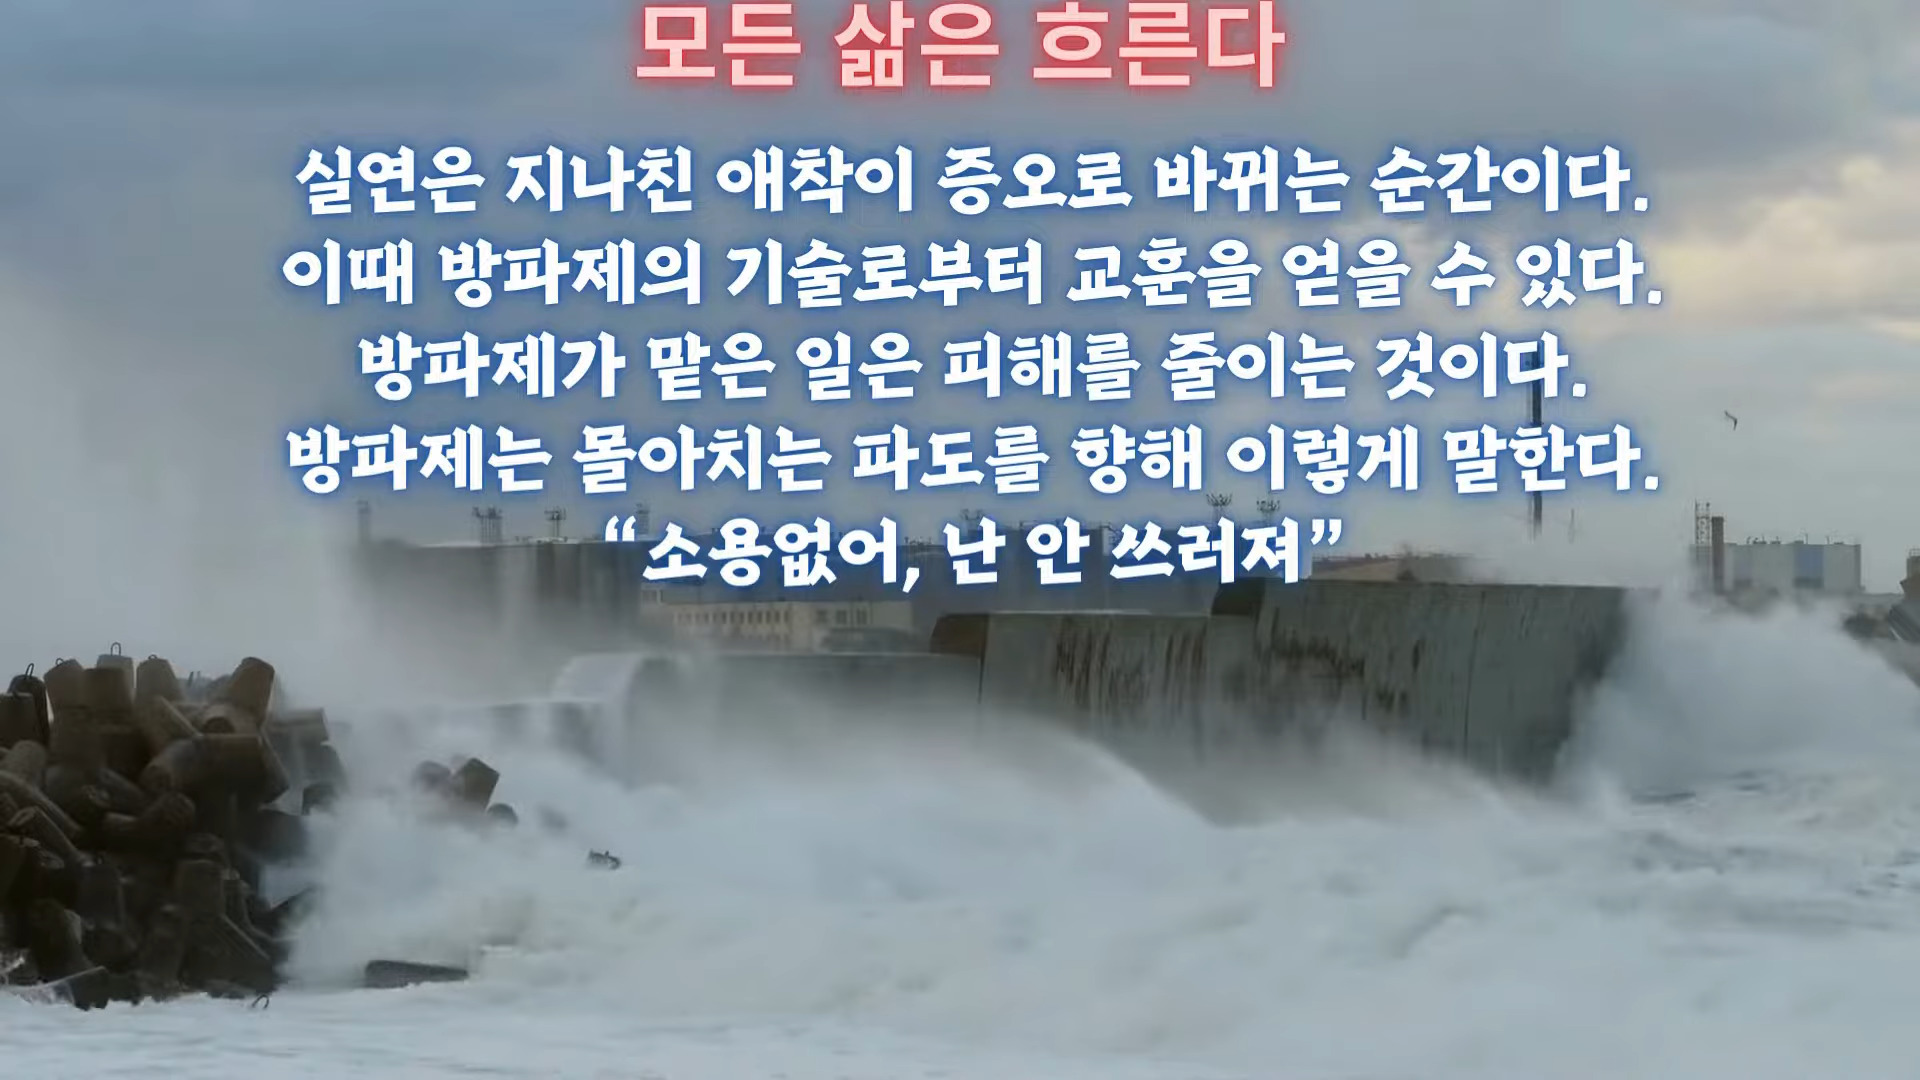 모든 삶은 흐른다
실연은 지나친 애착이 증오로 바뀌는 순간이다.
이때 방파제의 기술로부터 교훈을 얻을 수 있다.
방파제가 맡은 일은 피해를 줄이는 것이다.
방파제는 몰아치는 파도를 향해 이렇게 말한다.
“소용없어, 난 안 쓰러져”